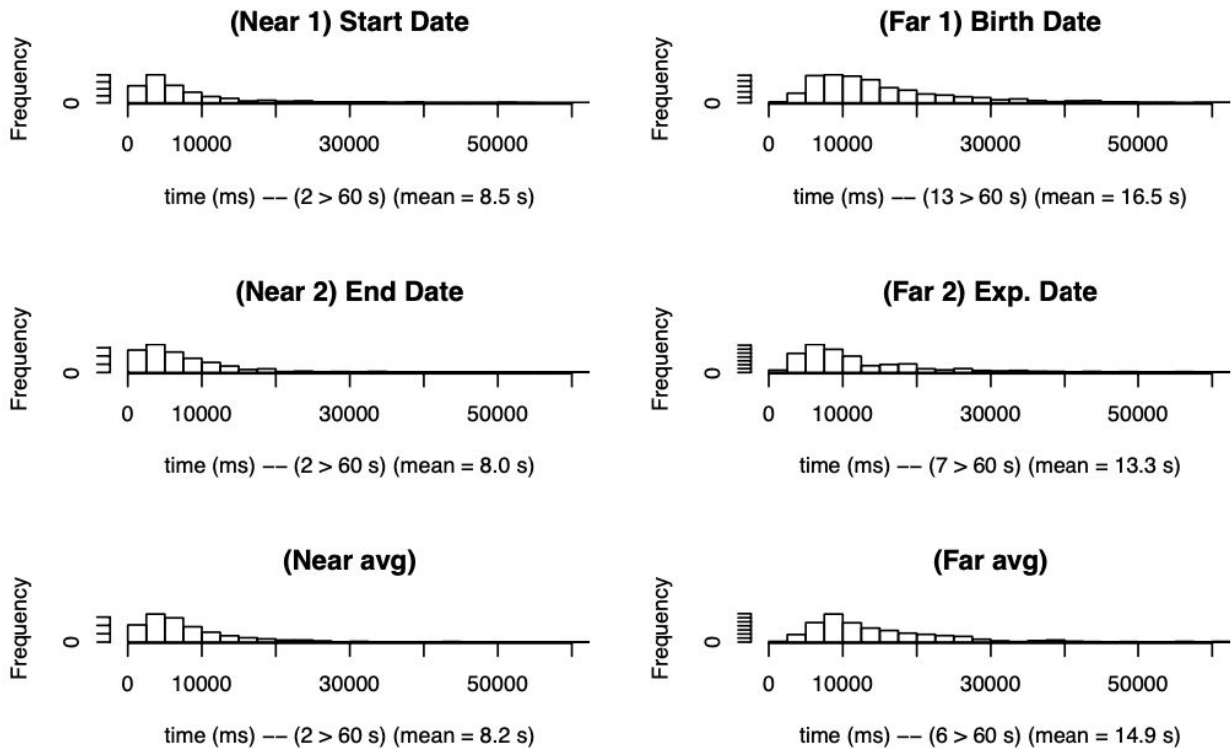 (Near 1) Start Date
Frequency
0
0 10000 30000 50000
time (ms) −− (2 > 60 s) (mean = 8.5 s)
(Far 1) Birth Date
Frequency
0
0 10000 30000 50000
time (ms) −− (13 > 60 s) (mean = 16.5 s)
(Near 2) End Date
Frequency
0
0 10000 30000 50000
time (ms) −− (2 > 60 s) (mean = 8.0 s)
(Far 2) Exp. Date
Frequency
0
0 10000 30000 50000
time (ms) −− (7 > 60 s) (mean = 13.3 s)
(Near avg)
Frequency
0
0 10000 30000 50000
time (ms) −− (2 > 60 s) (mean = 8.2 s)
(Far avg)
Frequency
0
0 10000 30000 50000
time (ms) −− (6 > 60 s) (mean = 14.9 s)